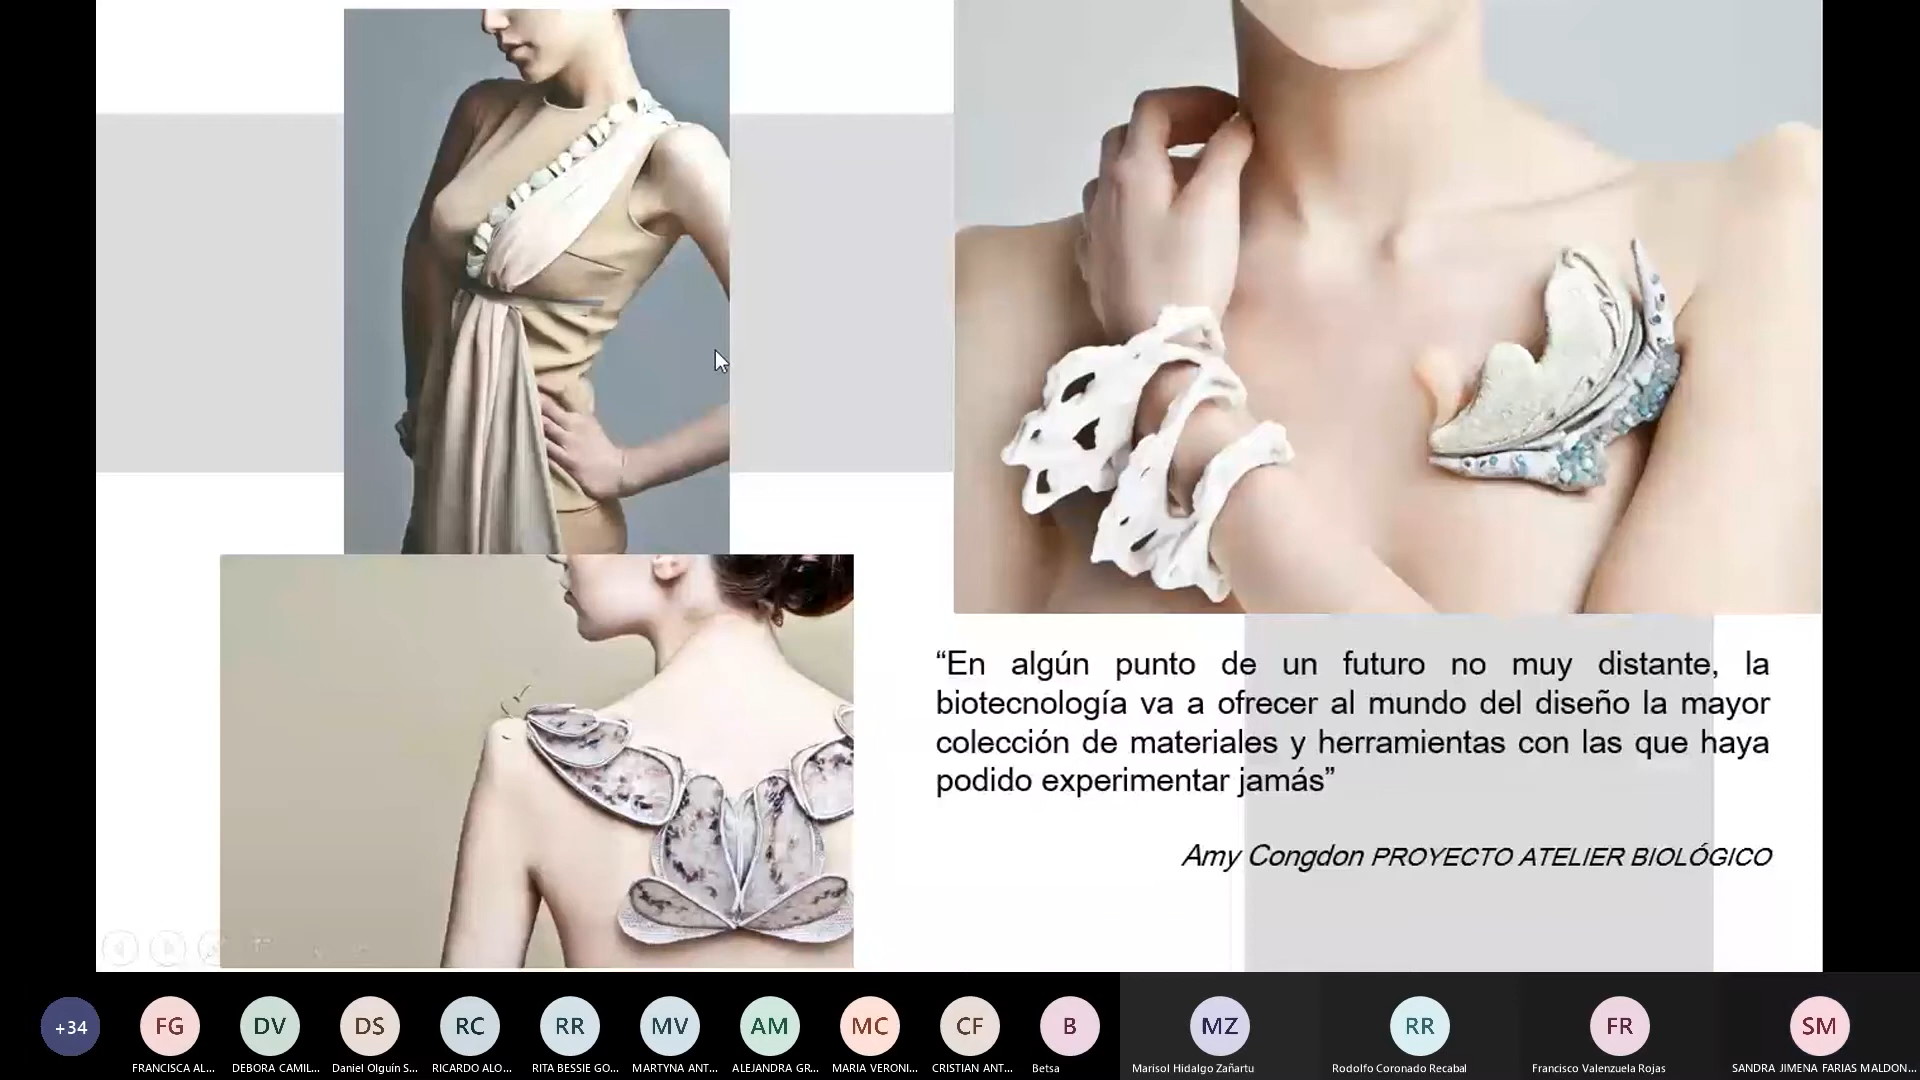 “En algún punto de un futuro no muy distante, la
biotecnología va a ofrecer al mundo del diseño la mayor
colección de materiales y herramientas con las que haya
podido experimentar jamás”
Amy Congdon PROYECTO ATELIER BIOLÓGICO
+34
FG
DV
DS
RC
RR
MV
AM
MC
CF
B
MZ
RR
FR
SM
FRANCISCA AL...
DEBORA CAMIL...
Daniel Olguín S...
RICARDO ALO...
RITA BESSIE GO...
MARTYNA ANT...
ALEJANDRA GR...
MARIA VERONI...
CRISTIAN ANT...
Betsa
Marisol Hidalgo Zañartu
Rodolfo Coronado Recabal
Francisco Valenzuela Rojas
SANDRA JIMENA FARIAS MALDON...